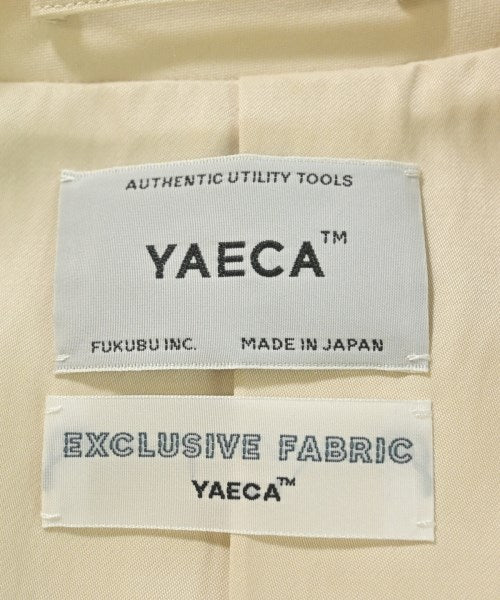 AUTHENTIC UTILITY TOOLS
YAECA™
FUKUBU INC. MADE IN JAPAN
EXCLUSIVE FABRIC
YAECA™